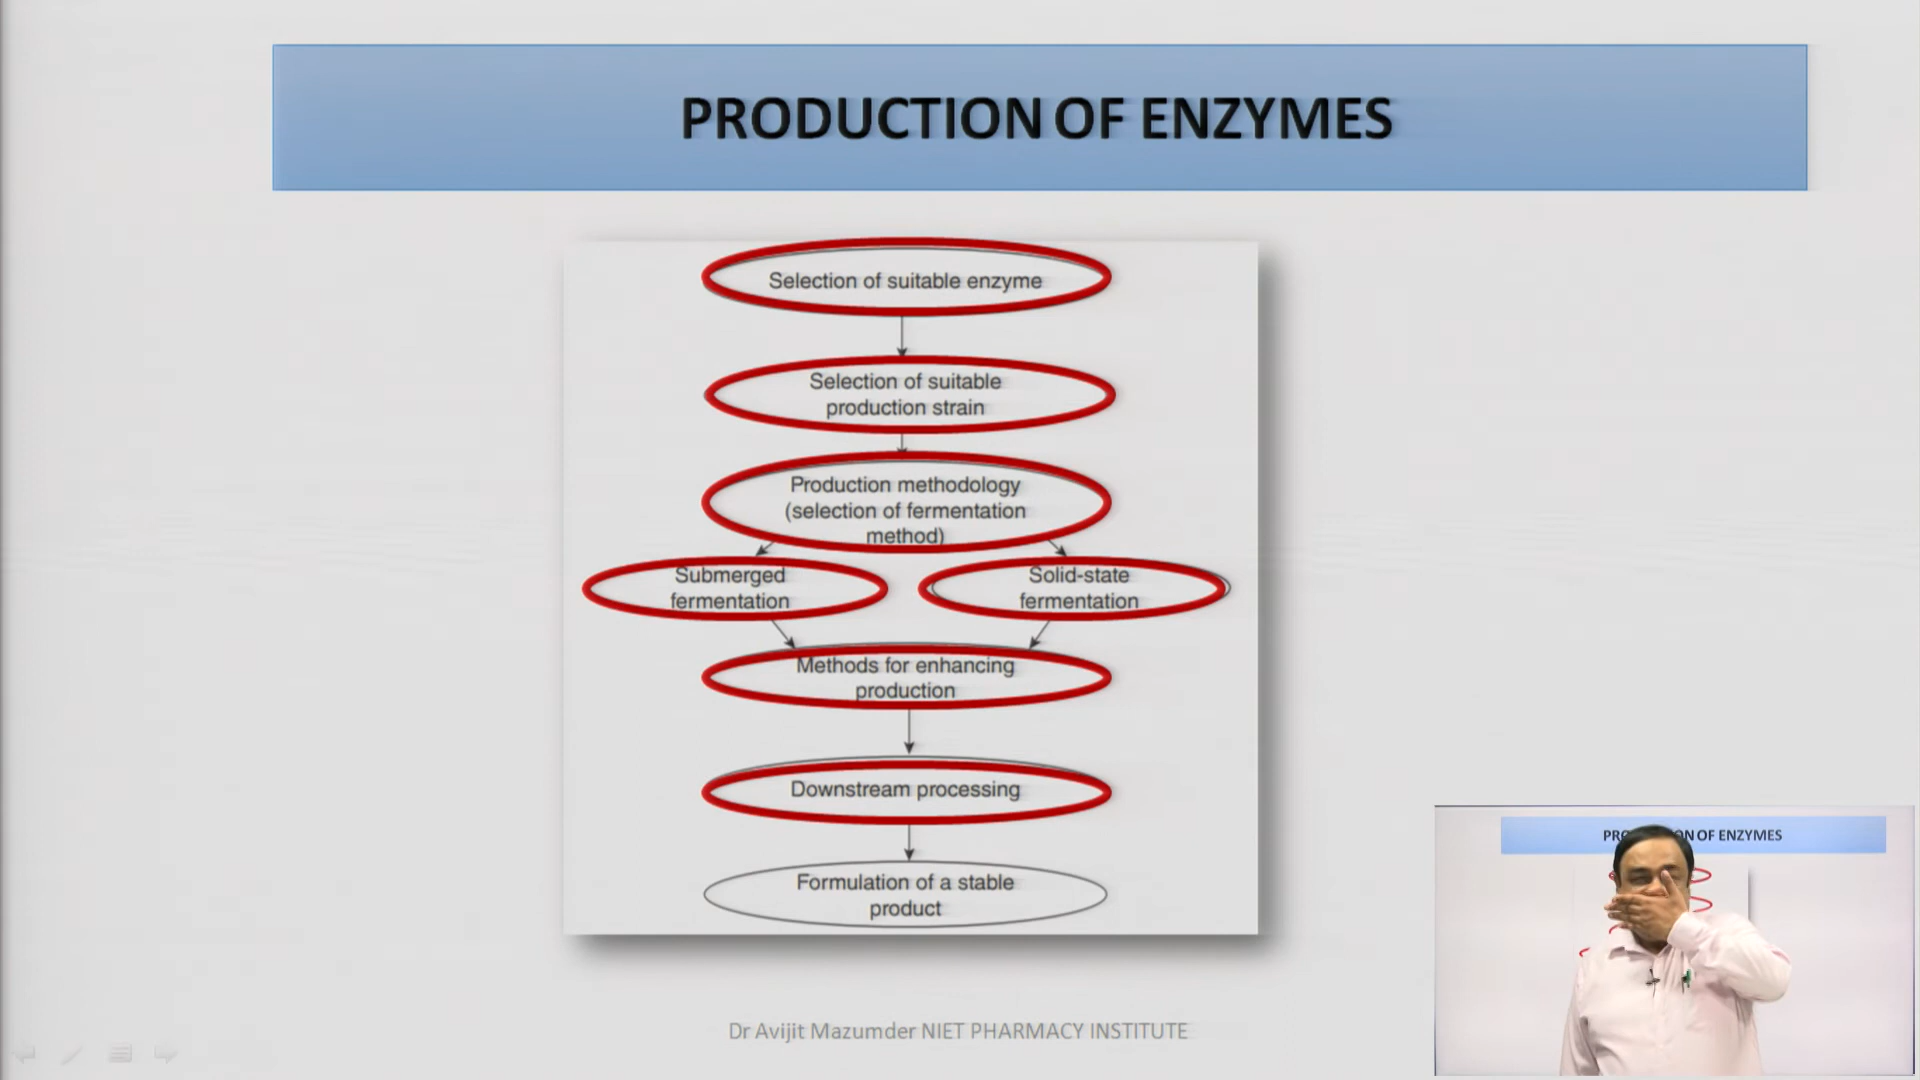 PRODUCTION OF ENZYMES
Selection of suitable enzyme
Selection of suitable
production strain
Production methodology
(selection of fermentation
method)
Submerged
fermentation
Solid-state
fermentation
Methods for enhancing
production
Downstream processing
Formulation of a stable
product
Dr Avijit Mazumder NIET PHARMACY INSTITUTE
OF ENZYMES